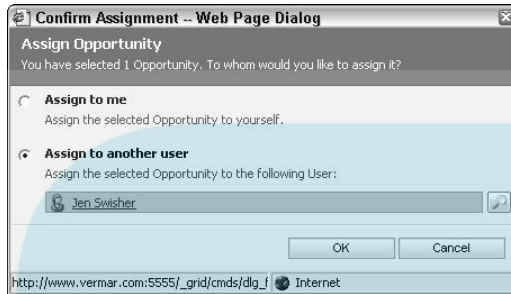 Confirm Assignment -- Web Page Dialog
Assign Opportunity
You have selected 1 Opportunity. To whom would you like to assign it?
Assign to me
Assign the selected Opportunity to yourself.
Assign to another user
Assign the selected Opportunity to the following User:
Jen Swisher
OK Cancel
http://www.vermar.com:5555/_grid/cmds/dlg_f Internet